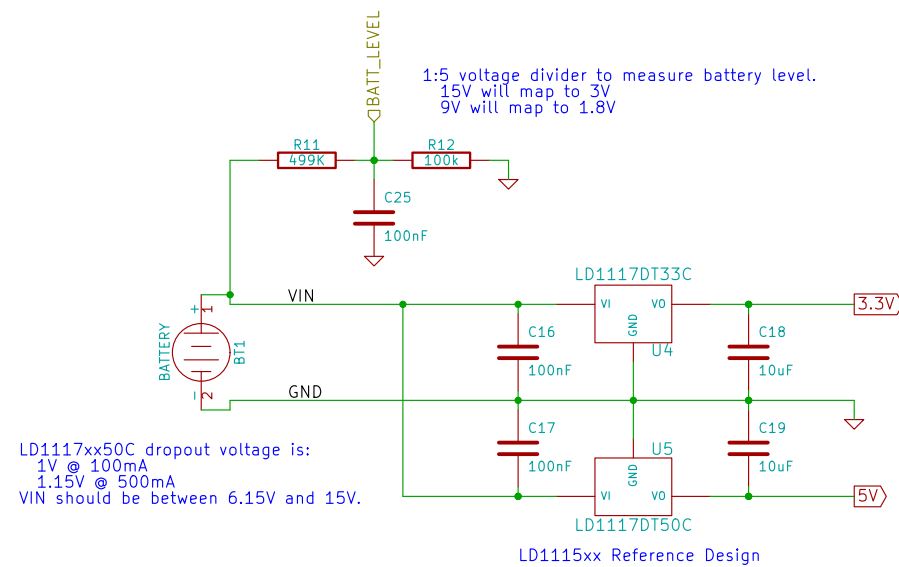 BATT_LEVEL
1:5 voltage divider to measure battery level.
15V will map to 3V
9V will map to 1.8V
R11
499K
R12
100k
C25
100nF
LD1117DT33C
VIN
VI
VO
GND
U4
3.3V
C16
100nF
C18
10uF
+
1
BATTERY
BT1
-
2
GND
C17
100nF
C19
10uF
U5
GND
VI
VO
5V
LD1117DT50C
LD1117xx50C dropout voltage is:
1V @ 100mA
1.15V @ 500mA
VIN should be between 6.15V and 15V.
LD1115xx Reference Design